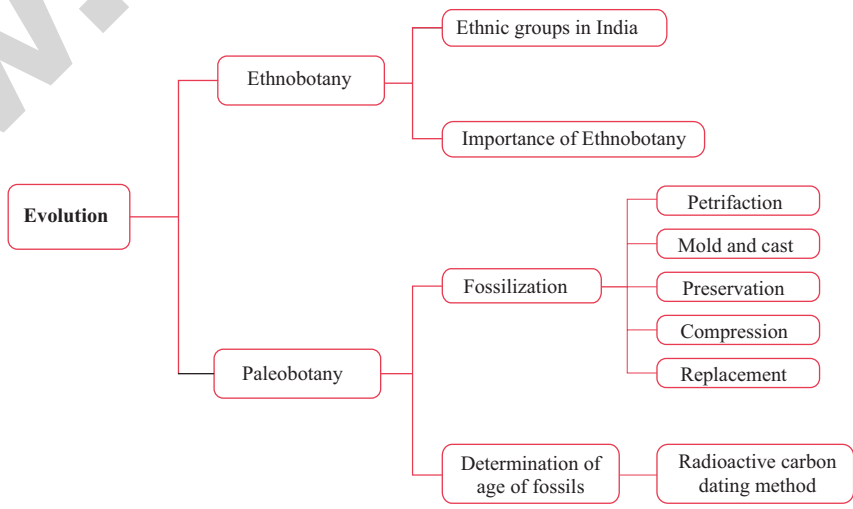 Evolution
Ethnobotany
Ethnic groups in India
Importance of Ethnobotany
Paleobotany
Fossilization
Petrifaction
Mold and cast
Preservation
Compression
Replacement
Determination of
age of fossils
Radioactive carbon
dating method